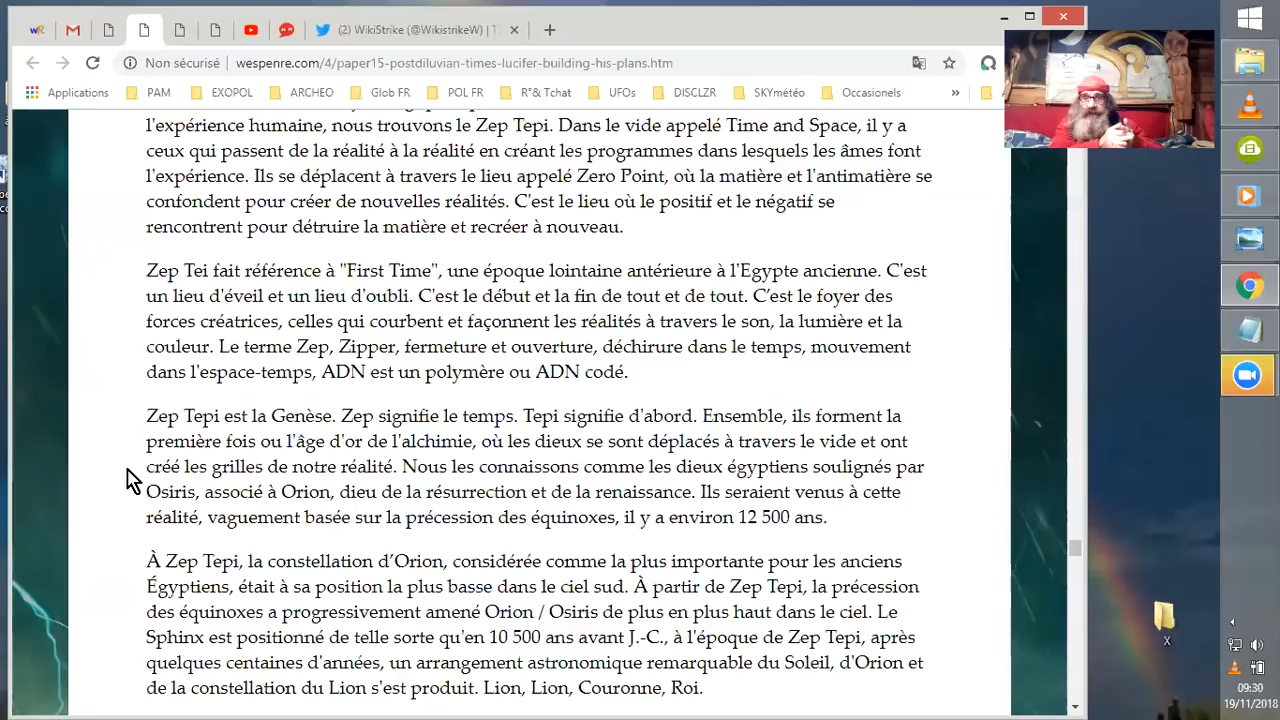 (2) WikiStrike (@WikistrikeW) | T
Non sécurisé wespenre.com/4/paper15-postdiluvian-times-lucifer-building-his-plans.htm
Applications PAM EXOPOL ARCHEO POL FR UFOS DISCLZR SKYmétéo Occasionels »
l'expérience humaine, nous trouvons le Zep Tepi. Dans le vide appelé Time and Space, il y a
ceux qui passent de réalité à la réalité en créant les programmes dans lesquels les âmes font
l'expérience. Ils se déplacent à travers le lieu appelé Zero Point, où la matière et l'antimatière se
confondent pour créer de nouvelles réalités. C'est le lieu où le positif et le négatif se
rencontrent pour détruire la matière et recréer à nouveau.
Zep Tei fait référence à "First Time", une époque lointaine antérieure à l'Egypte ancienne. C'est
un lieu d'éveil et un lieu d'oubli. C'est le début et la fin de tout et de tout. C'est le foyer des
forces créatrices, celles qui courbent et façonnent les réalités à travers le son, la lumière et la
couleur. Le terme Zep, Zipper, fermeture et ouverture, déchirure dans le temps, mouvement
dans l'espace-temps, ADN est un polymère ou ADN codé.
Zep Tepi est la Genèse. Zep signifie le temps. Tepi signifie d'abord. Ensemble, ils forment la
première fois ou l'âge d'or de l'alchimie, où les dieux se sont déplacés à travers le vide et ont
créé les grilles de notre réalité. Nous les connaissons comme les dieux égyptiens soulignés par
Osiris, associé à Orion, dieu de la résurrection et de la renaissance. Ils seraient venus à cette
réalité, vaguement basée sur la précession des équinoxes, il y a environ 12 500 ans.
À Zep Tepi, la constellation d'Orion, considérée comme la plus importante pour les anciens
Égyptiens, était à sa position la plus basse dans le ciel sud. À partir de Zep Tepi, la précession
des équinoxes a progressivement amené Orion / Osiris de plus en plus haut dans le ciel. Le
Sphinx est positionné de telle sorte qu'en 10 500 ans avant J.-C., à l'époque de Zep Tepi, après
quelques centaines d'années, un arrangement astronomique remarquable du Soleil, d'Orion et
de la constellation du Lion s'est produit. Lion, Lion, Couronne, Roi.
X
09:30
19/11/2018